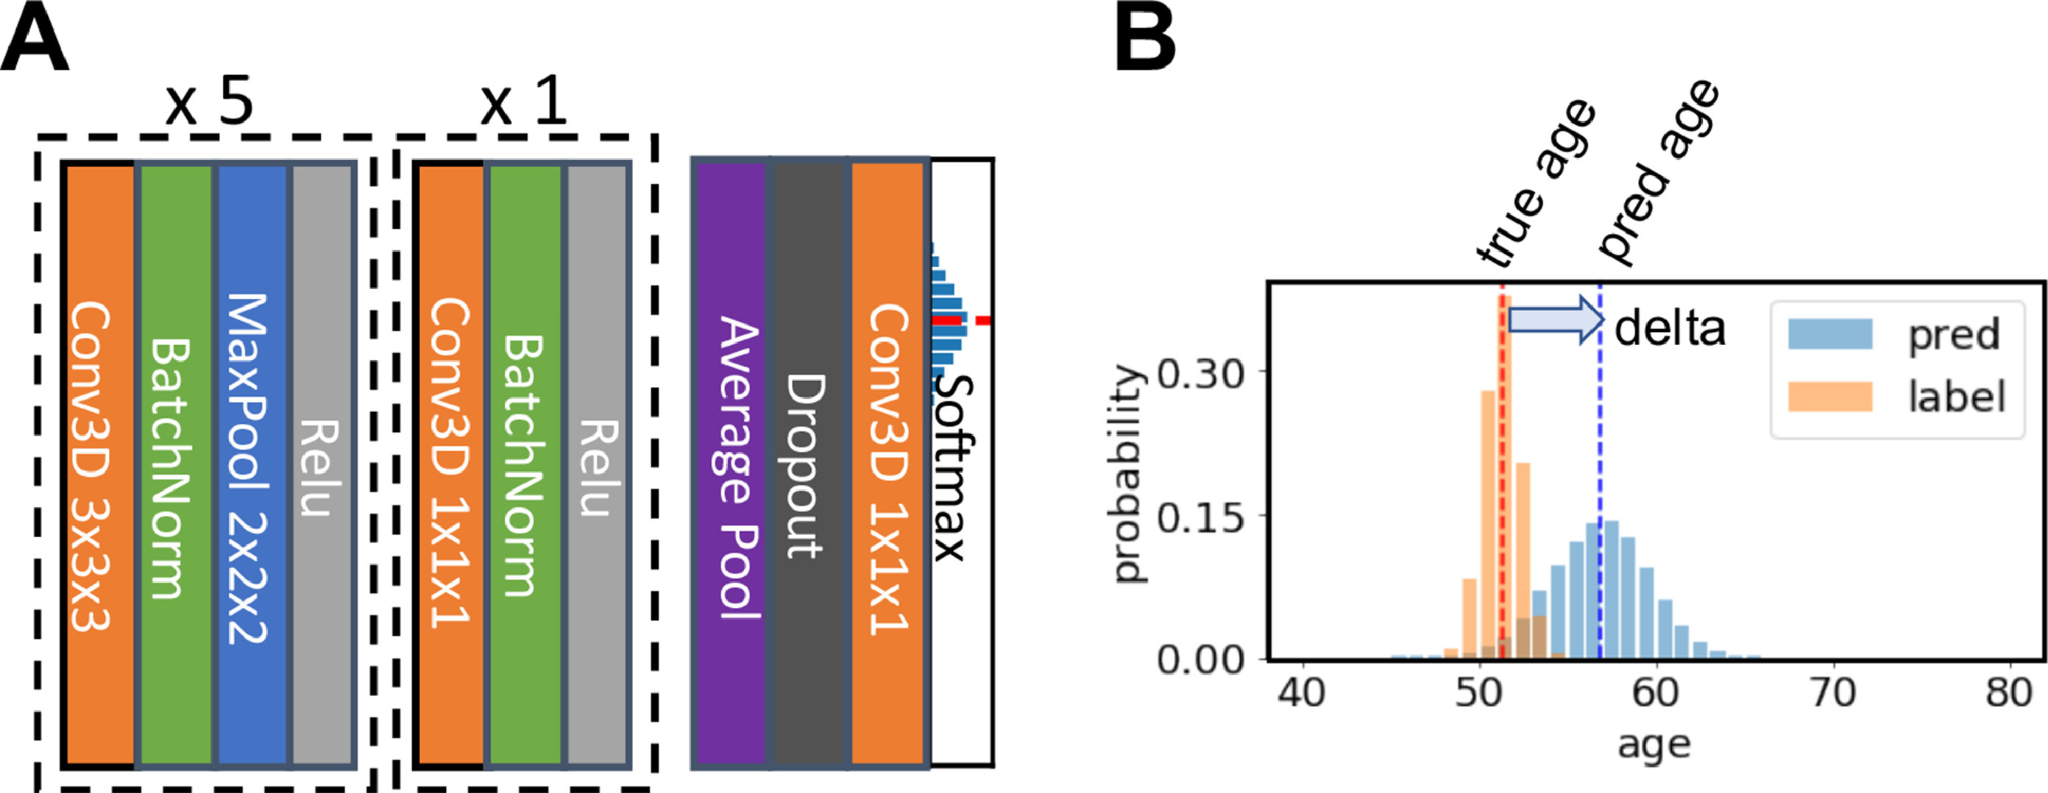 A
x 5
x 1
Conv3D 3x3x3
BatchNorm
MaxPool 2x2x2
Relu
Conv3D 1x1x1
BatchNorm
Relu
Average Pool
Dropout
Conv3D 1x1x1
Softmax
B
true age
pred age
delta
pred
label
probability
0.30
0.15
0.00
40 50 60 70 80
age